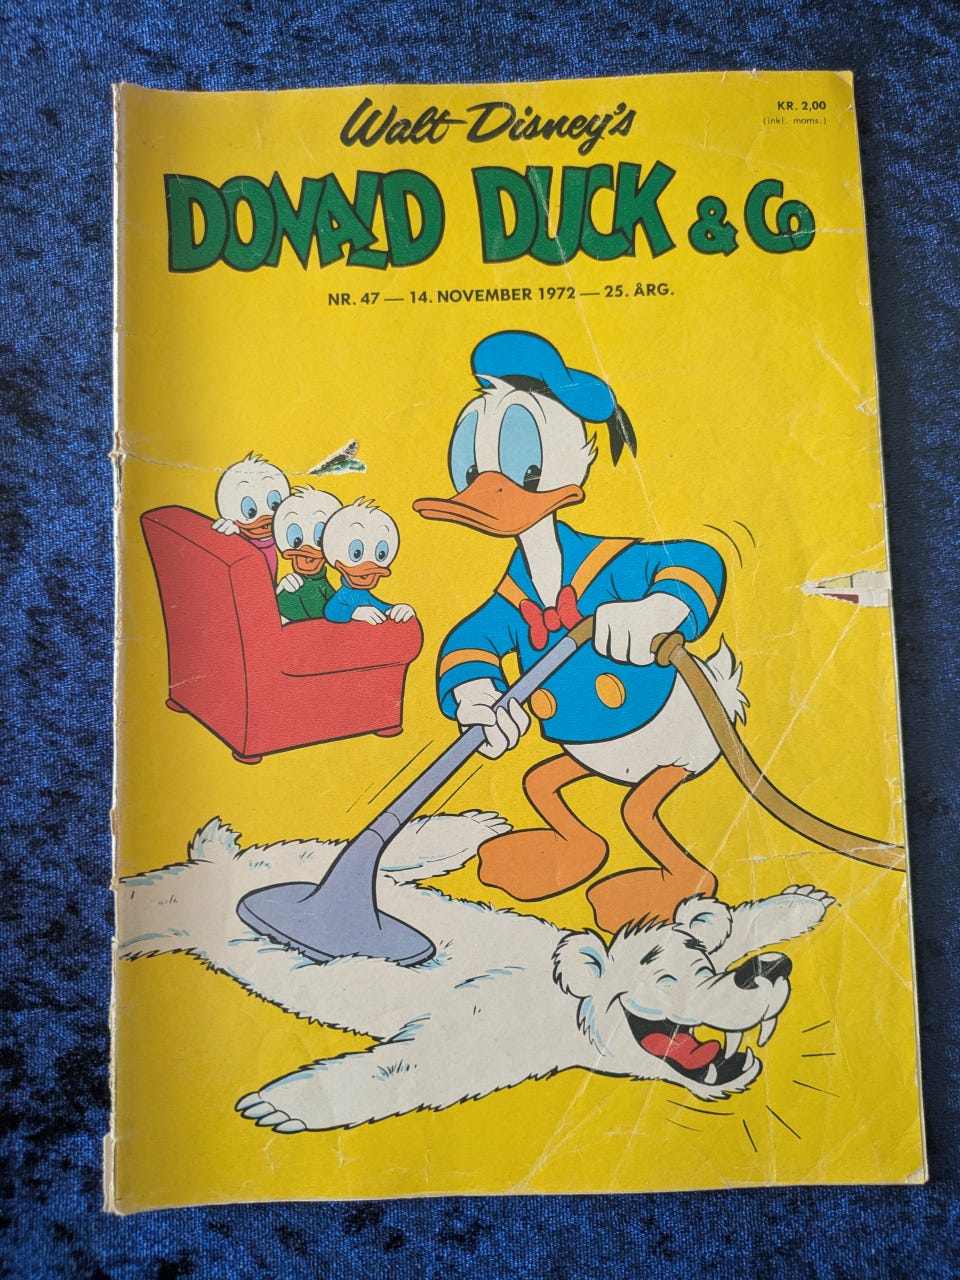 Walt Disney's
KR. 2,00
(inkl. moms.)
DONALD DUCK & Co
NR. 47 — 14. NOVEMBER 1972 — 25. ÅRG.